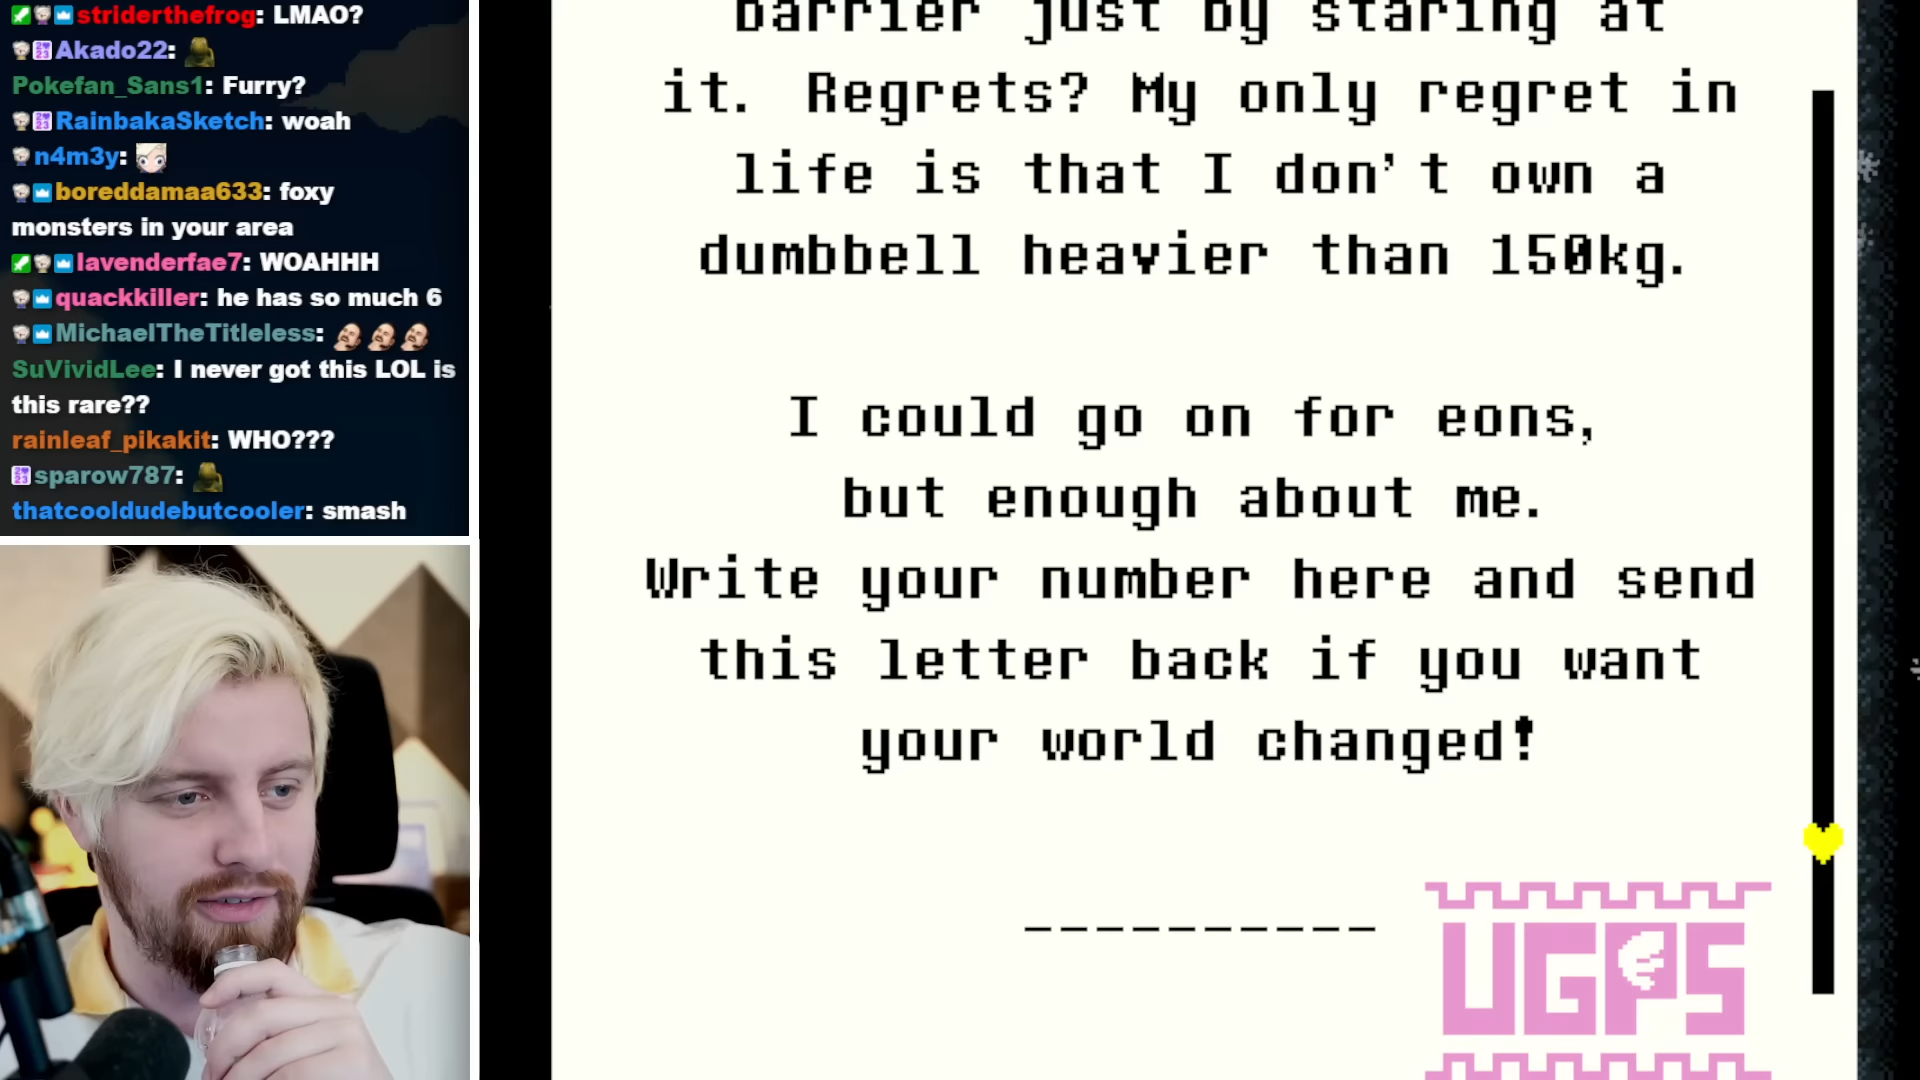 striderthefrog: LMAO?
Akado22:
Pokefan_Sans1: Furry?
RainbakaSketch: woah
n4m3y:
boreddamaa633: foxy
monsters in your area
lavenderfae7: WOAHHH
quackkiller: he has so much 6
MichaelTheTitleless:
SuVividLee: I never got this LOL is
this rare??
rainleaf_pikakit: WHO???
sparow787:
thatcooldudebutcooler: smash
barrier just by staring at
it. Regrets? My only regret in
life is that I don't own a
dumbbell heavier than 150kg.
I could go on for eons,
but enough about me.
Write your number here and send
this letter back if you want
your world changed!
----------
UGPS